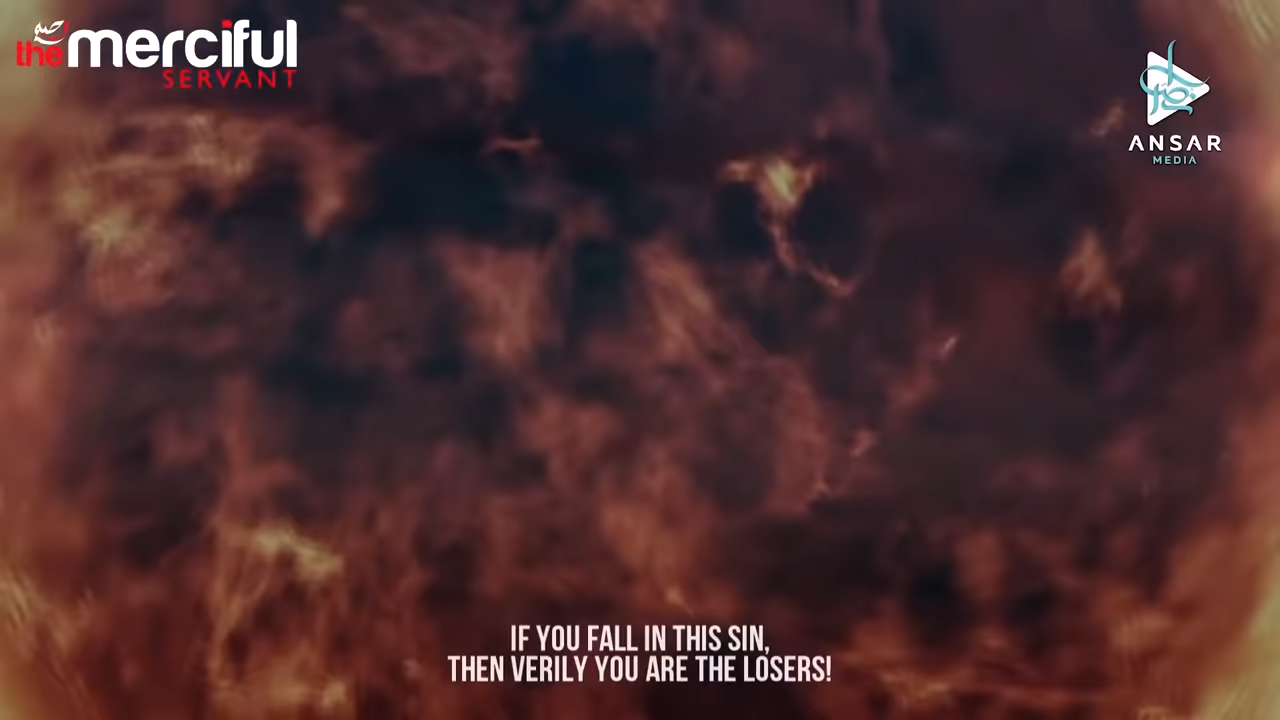 the merciful
SERVANT
ANSAR
MEDIA
IF YOU FALL IN THIS SIN,
THEN VERILY YOU ARE THE LOSERS!